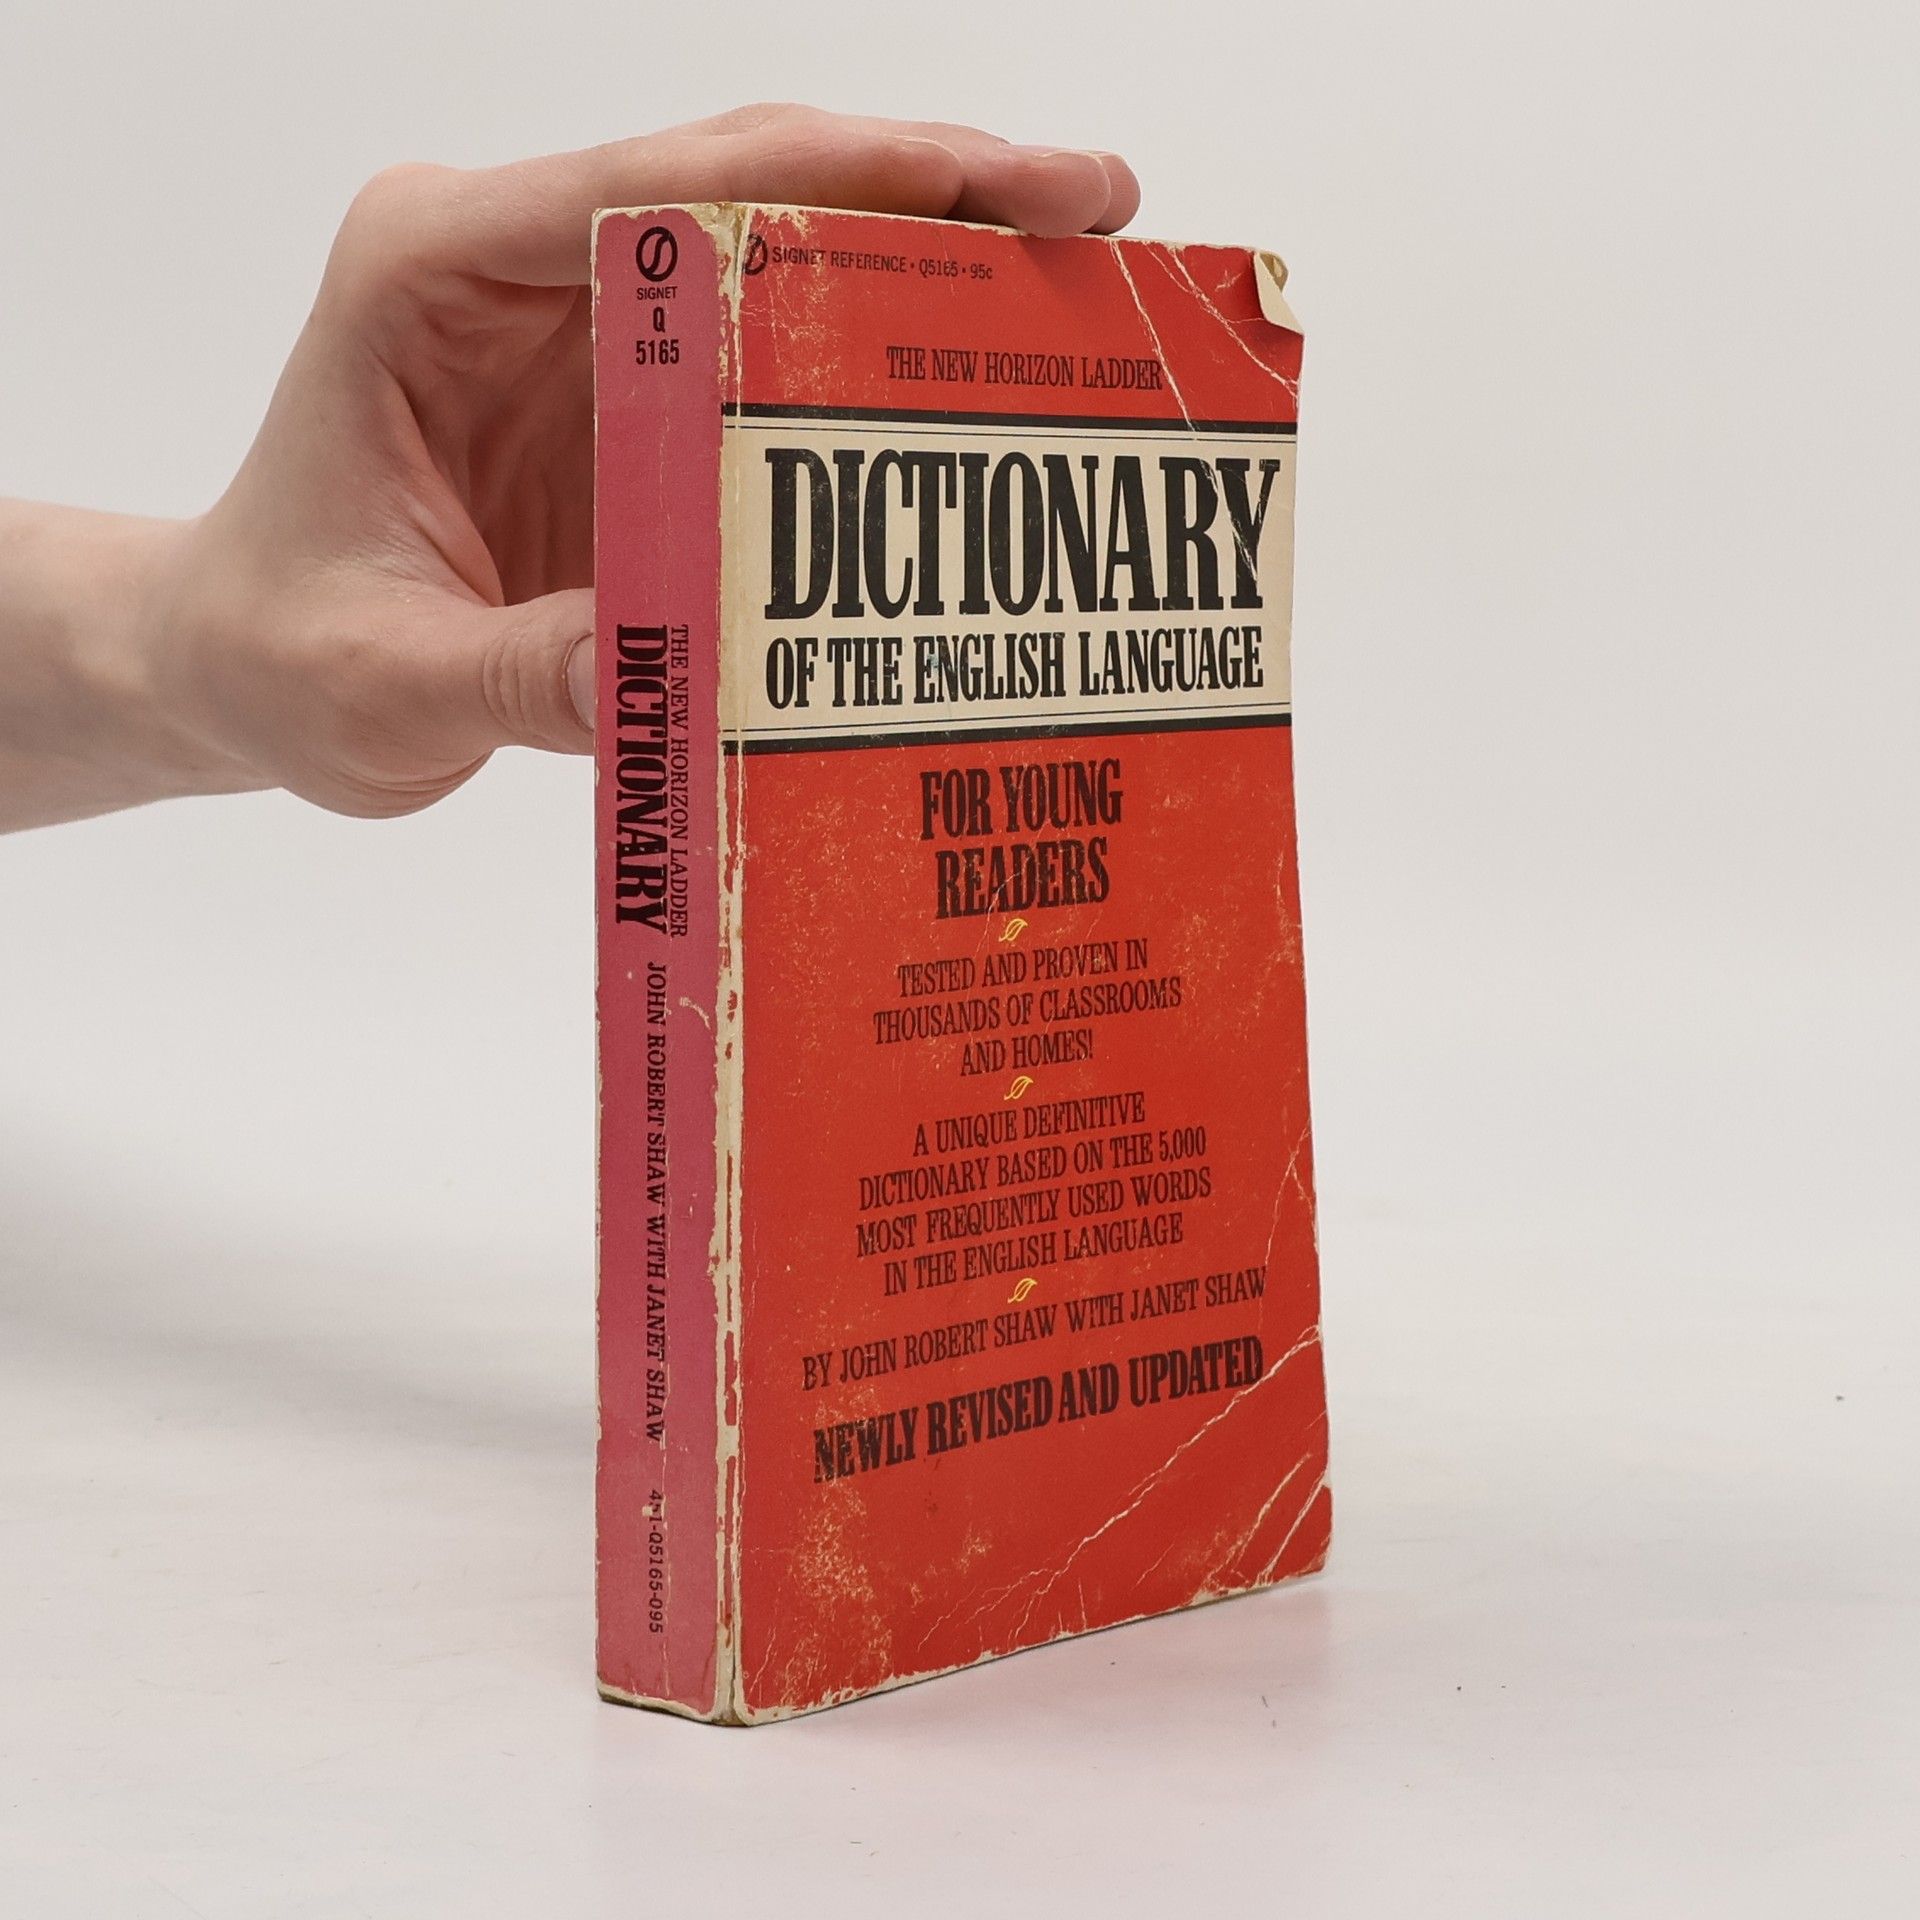 SIGNET
Q
5165
THE NEW HORIZON LADDER
DICTIONARY
JOHN ROBERT SHAW WITH JANET SHAW
451-Q5165-095
SIGNET REFERENCE • Q5165 • 95c
THE NEW HORIZON LADDER
DICTIONARY
OF THE ENGLISH LANGUAGE
FOR YOUNG
READERS
TESTED AND PROVEN IN
THOUSANDS OF CLASSROOMS
AND HOMES!
A UNIQUE DEFINITIVE
DICTIONARY BASED ON THE 5,000
MOST FREQUENTLY USED WORDS
IN THE ENGLISH LANGUAGE
BY JOHN ROBERT SHAW WITH JANET SHAW
NEWLY REVISED AND UPDATED